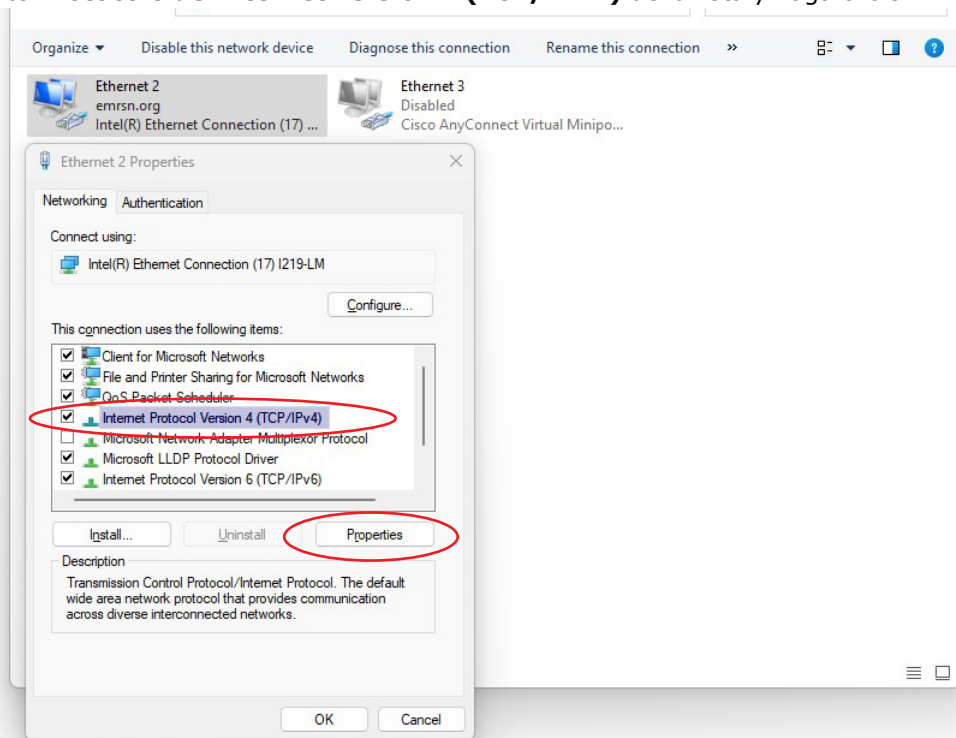 (TCP/IPv4)
Organize Disable this network device Diagnose this connection Rename this connection »
Ethernet 2
emrsn.org
Intel(R) Ethernet Connection (17) ...
Ethernet 3
Disabled
Cisco AnyConnect Virtual Minipo...
Ethernet 2 Properties
Networking Authentication
Connect using:
Intel(R) Ethernet Connection (17) I219-LM
Configure...
This connection uses the following items:
Client for Microsoft Networks
File and Printer Sharing for Microsoft Networks
QoS Packet Scheduler
Internet Protocol Version 4 (TCP/IPv4)
Microsoft Network Adapter Multiplexor Protocol
Microsoft LLDP Protocol Driver
Internet Protocol Version 6 (TCP/IPv6)
Install... Uninstall Properties
Description
Transmission Control Protocol/Internet Protocol. The default
wide area network protocol that provides communication
across diverse interconnected networks.
OK Cancel